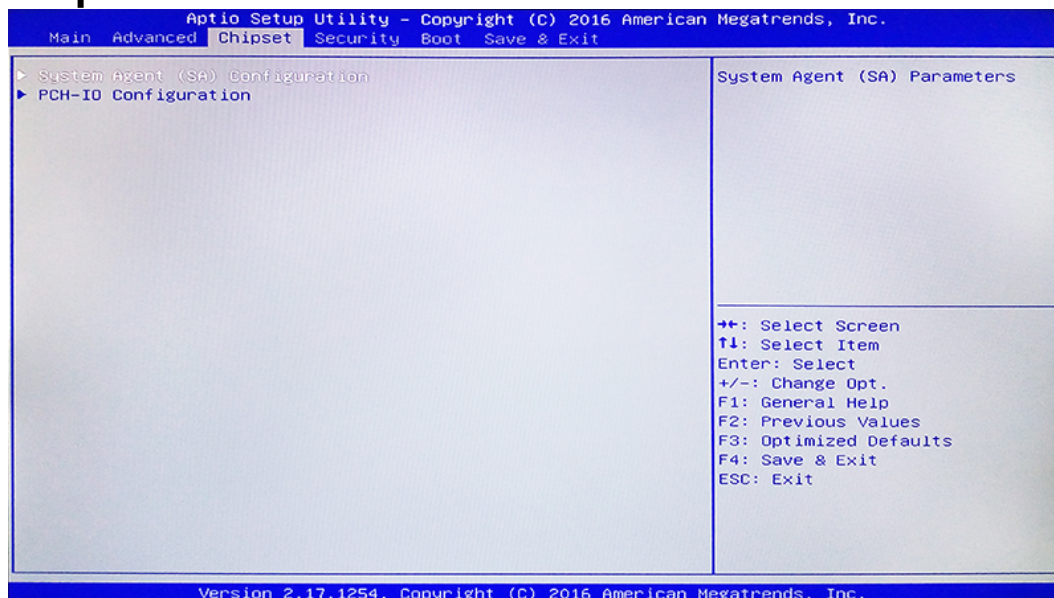 Aptio Setup Utility – Copyright (C) 2016 American Megatrends, Inc.
Main Advanced Chipset Security Boot Save & Exit
▶ System Agent (SA) Configuration
▶ PCH-IO Configuration
System Agent (SA) Parameters
→←: Select Screen
↑↓: Select Item
Enter: Select
+/-: Change Opt.
F1: General Help
F2: Previous Values
F3: Optimized Defaults
F4: Save & Exit
ESC: Exit
Version 2.17.1254. Copyright (C) 2016 American Megatrends, Inc.